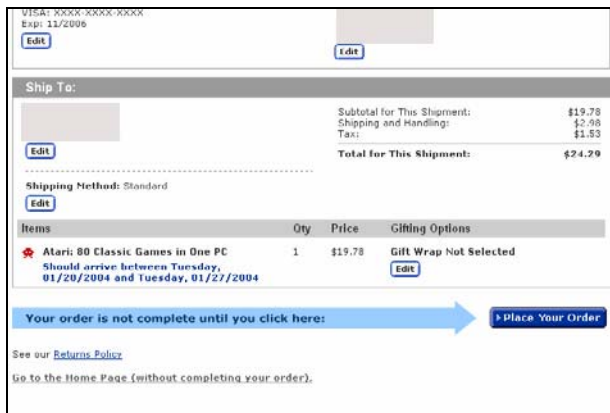 VISA: XXXX-XXXX-XXXX
Exp: 11/2006
Edit
Edit
Ship To:
Edit
Subtotal for This Shipment: $19.78
Shipping and Handling: $2.98
Tax: $1.53
Total for This Shipment: $24.29
Shipping Method: Standard
Edit
Items Qty Price Gifting Options
Atari: 80 Classic Games in One PC 1 $19.78 Gift Wrap Not Selected
Should arrive between Tuesday,
01/20/2004 and Tuesday, 01/27/2004
Edit
Your order is not complete until you click here:
Place Your Order
See our Returns Policy
Go to the Home Page (without completing your order).